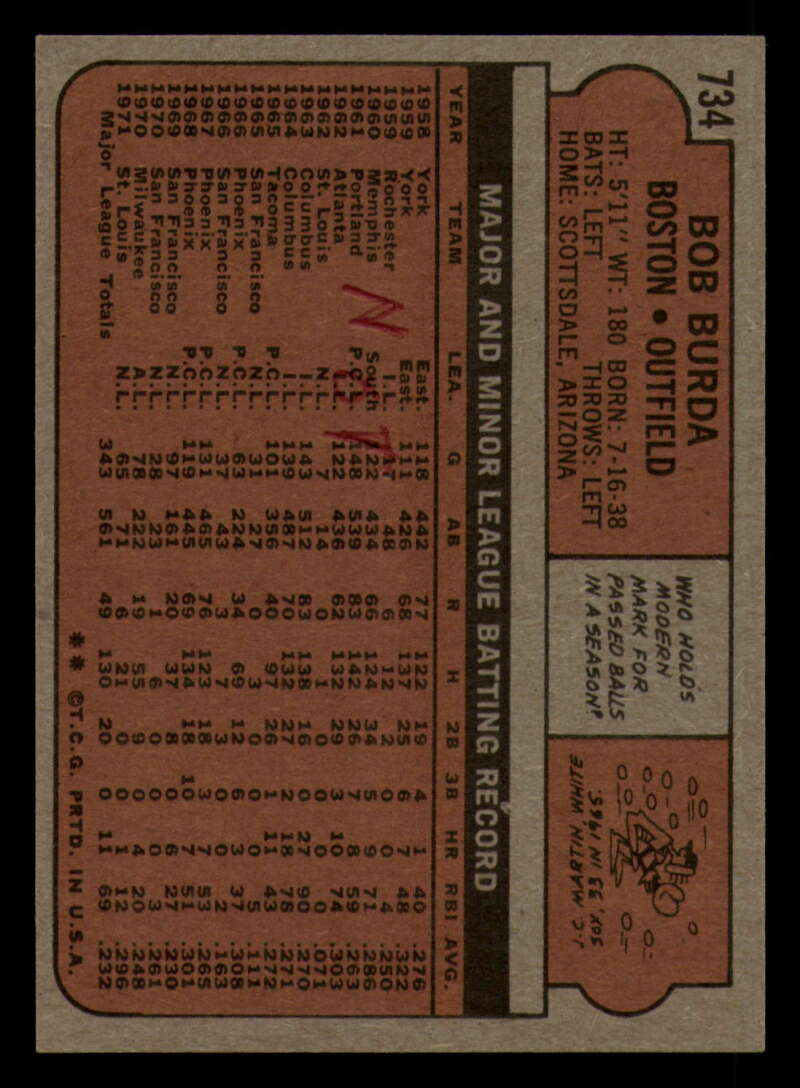 734
BOB BURDA
BOSTON • OUTFIELD
HT: 5'11" WT: 180 BORN: 7-16-38
BATS: LEFT THROWS: LEFT
HOME: SCOTTSDALE, ARIZONA
WHO HOLDS
MODERN
MARK FOR
PASSED BALLS
IN A SEASON?
J.C. MARTIN, WHITE
SOX, 33 IN 1965.
MAJOR AND MINOR LEAGUE BATTING RECORD
YEAR TEAM LEA. G AB R H 2B 3B HR RBI AVG.
1958 York East. 118 442 77 122 19 4 1 40 .276
1959 York East. 111 426 68 137 25 6 7 48 .322
1959 Rochester I.L. 17 48 6 12 2 0 0 4 .250
1960 Memphis South. 122 434 66 124 34 5 9 71 .286
1961 Portland P.C.L. 148 539 83 142 26 7 8 59 .263
1962 Atlanta I.L. 122 436 62 132 29 3 10 74 .303
1962 St. Louis N.L. 7 14 0 1 0 0 0 0 .071
1963 Columbus I.L. 143 512 83 138 16 0 27 90 .270
1964 Columbus I.L. 139 487 70 132 27 2 18 78 .271
1965 Tacoma P.C.L. 101 356 40 97 26 1 11 43 .272
1965 San Francisco N.L. 31 27 0 3 0 0 0 5 .111
1966 Phoenix P.C.L. 63 224 34 69 12 6 3 37 .308
1966 San Francisco N.L. 37 43 3 7 3 0 0 2 .163
1967 Phoenix P.C.L. 131 465 76 123 18 3 7 53 .265
1968 Phoenix P.C.L. 119 445 69 134 18 10 7 51 .301
1969 San Francisco N.L. 97 161 20 37 8 0 6 27 .230
1970 San Francisco N.L. 28 23 1 6 0 0 0 3 .261
1970 Milwaukee A.L. 78 222 19 55 9 0 4 20 .248
1971 St. Louis N.L. 65 71 6 21 0 0 1 12 .296
Major League Totals 343 561 49 130 20 0 11 69 .232
** ©T.C.G. PRTD. IN U.S.A.